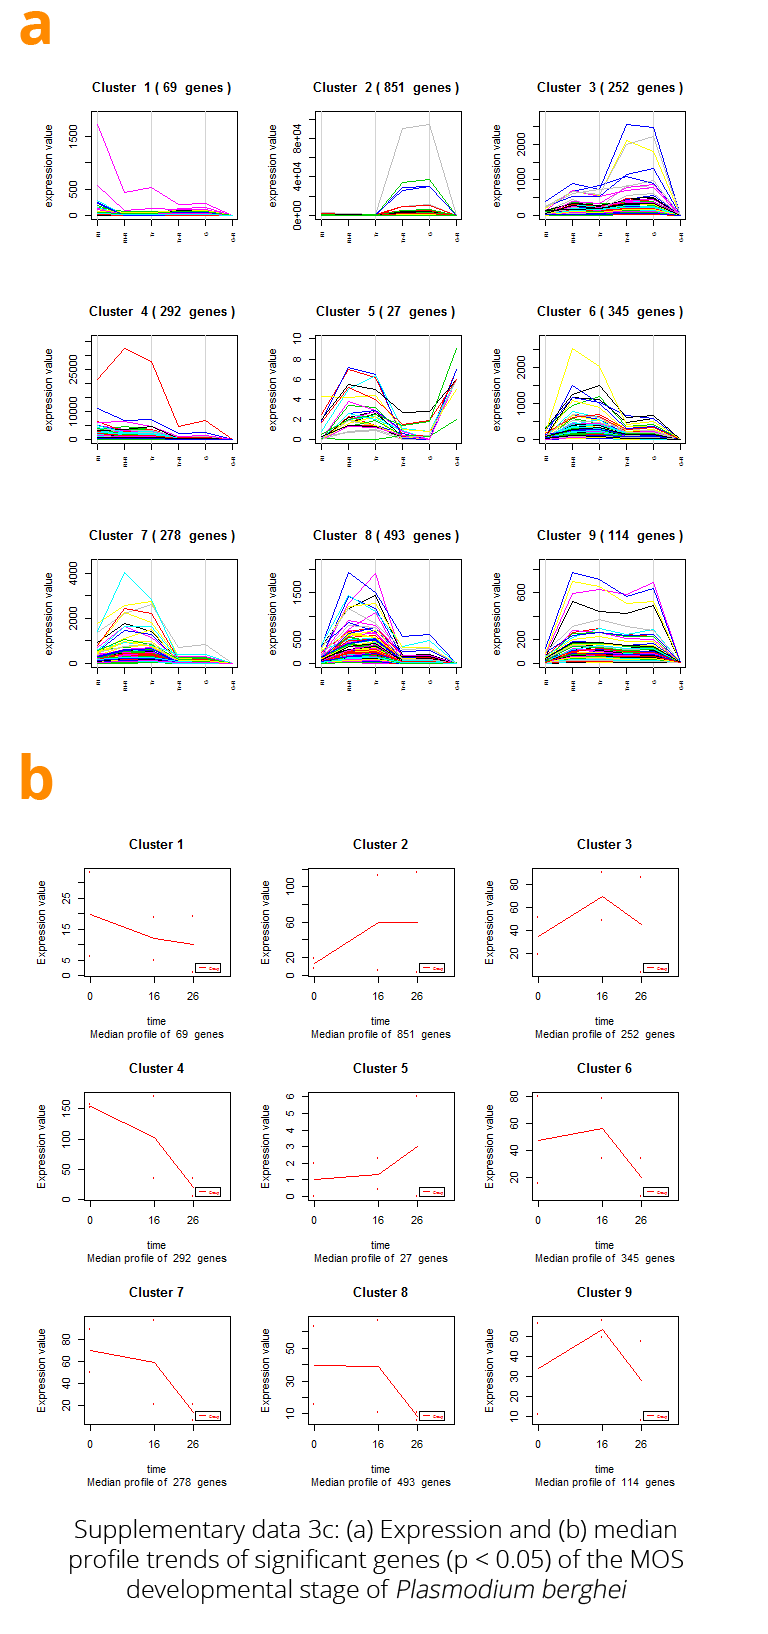 a
Cluster 1 ( 69 genes )
expression value
0 500 1500
Cluster 2 ( 851 genes )
expression value
0e+00 4e+04 8e+04
Cluster 3 ( 252 genes )
expression value
0 1000 2000
Cluster 4 ( 292 genes )
expression value
0 10000 25000
Cluster 5 ( 27 genes )
expression value
0 2 4 6 8 10
Cluster 6 ( 345 genes )
expression value
0 1000 2000
Cluster 7 ( 278 genes )
expression value
0 2000 4000
Cluster 8 ( 493 genes )
expression value
0 500 1500
Cluster 9 ( 114 genes )
expression value
0 200 600
b
Cluster 1
Expression value
0 5 15 25
0 16 26
time
Median profile of 69 genes
Cluster 2
Expression value
0 20 60 100
0 16 26
time
Median profile of 851 genes
Cluster 3
Expression value
20 40 60 80
0 16 26
time
Median profile of 252 genes
Cluster 4
Expression value
0 50 100 150
0 16 26
time
Median profile of 292 genes
Cluster 5
Expression value
0 1 2 3 4 5 6
0 16 26
time
Median profile of 27 genes
Cluster 6
Expression value
20 40 60 80
0 16 26
time
Median profile of 345 genes
Cluster 7
Expression value
20 40 60 80
0 16 26
time
Median profile of 278 genes
Cluster 8
Expression value
10 30 50
0 16 26
time
Median profile of 493 genes
Cluster 9
Expression value
10 20 30 40 50
0 16 26
time
Median profile of 114 genes
Supplementary data 3c: (a) Expression and (b) median
profile trends of significant genes (p < 0.05) of the MOS
developmental stage of Plasmodium berghei